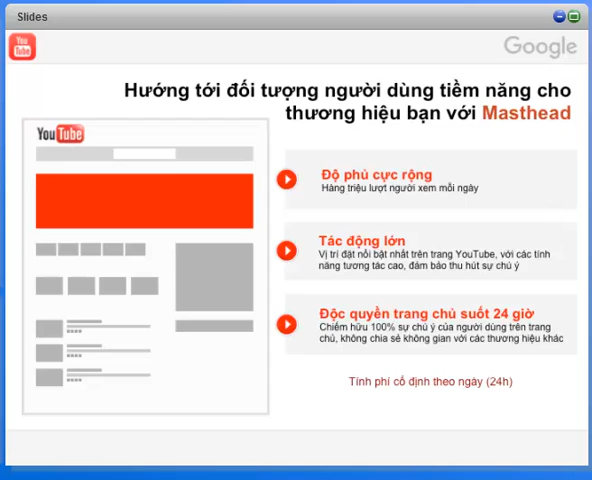 Slides
You
Tube
Google
Hướng tới đối tượng người dùng tiềm năng cho
thương hiệu bạn với Masthead
YouTube
Độ phủ cực rộng
Hàng triệu lượt người xem mỗi ngày
Tác động lớn
Vị trí đặt nổi bật nhất trên trang YouTube, với các tính
năng tương tác cao, đảm bảo thu hút sự chú ý
Độc quyền trang chủ suốt 24 giờ
Chiếm hữu 100% sự chú ý của người dùng trên trang
chủ, không chia sẻ không gian với các thương hiệu khác
Tính phí cố định theo ngày (24h)